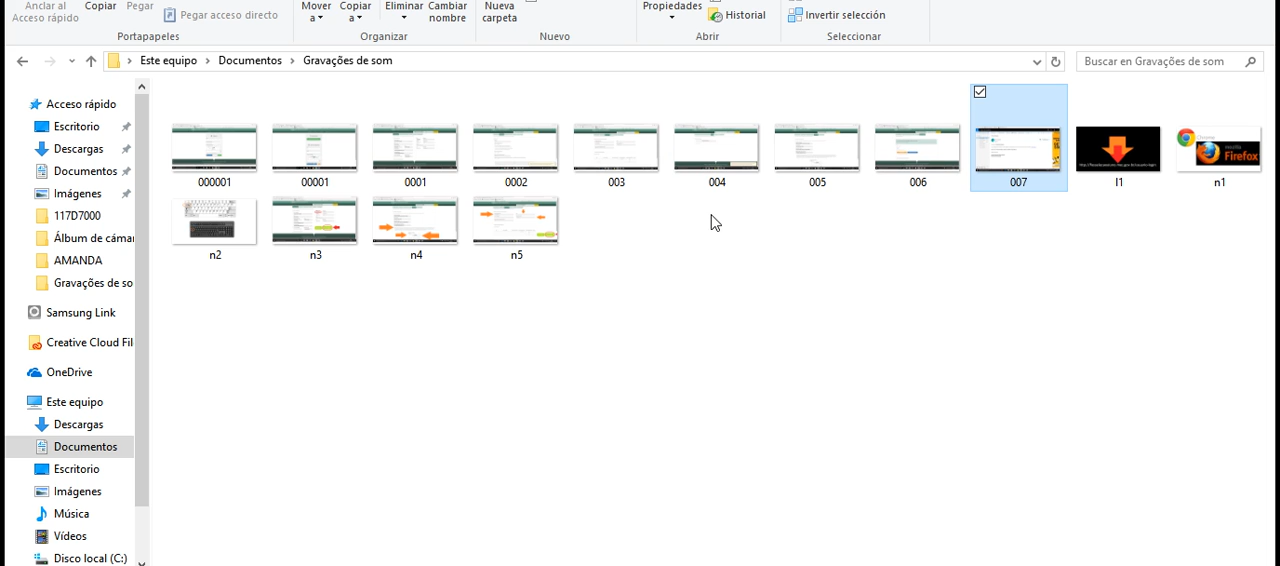 Anclar al Acceso rápido
Copiar
Pegar
Pegar acceso directo
Mover a
Copiar a
Eliminar
Cambiar nombre
Nueva carpeta
Propiedades
Historial
Invertir selección
Portapapeles
Organizar
Nuevo
Abrir
Seleccionar
Este equipo > Documentos > Gravações de som
Buscar en Gravações de som
Acceso rápido
Escritorio
Descargas
Documentos
Imágenes
117D7000
Álbum de cámar
AMANDA
Gravações de so
Samsung Link
Creative Cloud Fil
OneDrive
Este equipo
Descargas
Documentos
Escritorio
Imágenes
Música
Vídeos
Disco local (C:)
Chrome
mozilla
Firefox
000001
00001
0001
0002
003
004
005
006
007
l1
n1
n2
n3
n4
n5